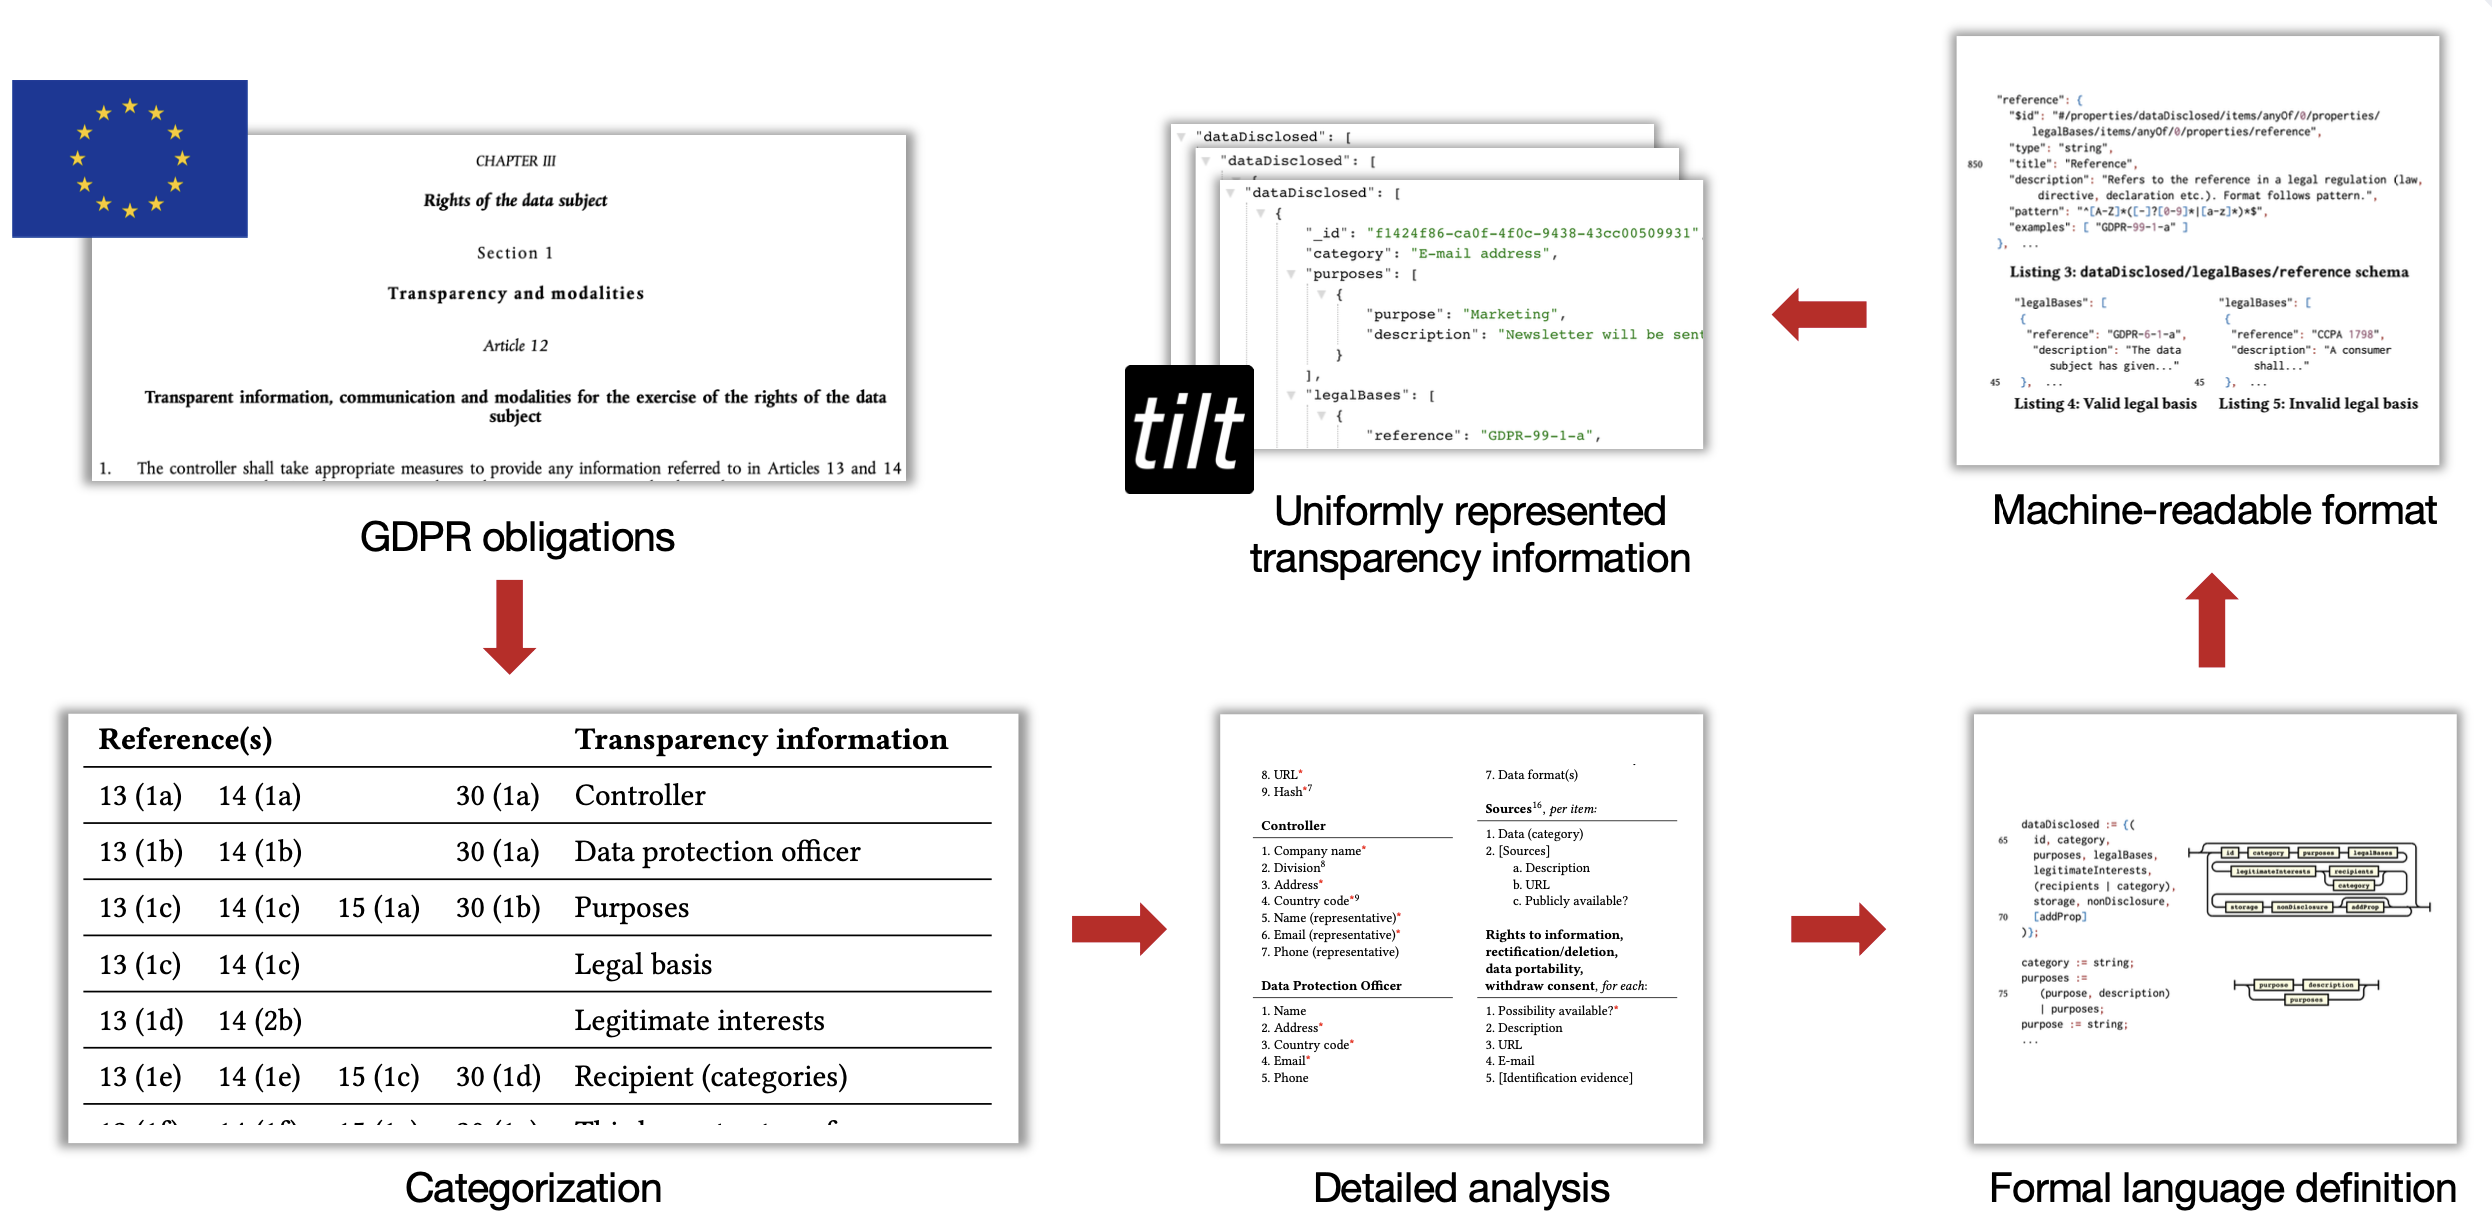 CHAPTER III
Rights of the data subject
Section 1
Transparency and modalities
Article 12
Transparent information, communication and modalities for the exercise of the rights of the data
subject
1. The controller shall take appropriate measures to provide any information referred to in Articles 13 and 14
GDPR obligations
Reference(s) Transparency information
13 (1a) 14 (1a) 30 (1a) Controller
13 (1b) 14 (1b) 30 (1a) Data protection officer
13 (1c) 14 (1c) 15 (1a) 30 (1b) Purposes
13 (1c) 14 (1c) Legal basis
13 (1d) 14 (2b) Legitimate interests
13 (1e) 14 (1e) 15 (1c) 30 (1d) Recipient (categories)
Categorization
8. URL*
9. Hash*7
Controller
1. Company name*
2. Division8
3. Address*
4. Country code*9
5. Name (representative)*
6. Email (representative)*
7. Phone (representative)
Data Protection Officer
1. Name
2. Address*
3. Country code*
4. Email*
5. Phone
7. Data format(s)
Sources16, per item:
1. Data (category)
2. [Sources]
a. Description
b. URL
c. Publicly available?
Rights to information,
rectification/deletion,
data portability,
withdraw consent, for each:
1. Possibility available?*
2. Description
3. URL
4. E-mail
5. [Identification evidence]
Detailed analysis
dataDisclosed := {(
65 id, category,
purposes, legalBases,
legitimateInterests,
(recipients | category),
storage, nonDisclosure,
70 [addProp]
)};
category := string;
purposes :=
75 (purpose, description)
| purposes;
purpose := string;
...
id category purposes legalBases
legitimateInterests recipients
category
storage nonDisclosure addProp
purpose description
purposes
Formal language definition
"reference": {
"$id": "#/properties/dataDisclosed/items/anyOf/0/properties/
legalBases/items/anyOf/0/properties/reference",
"type": "string",
850 "title": "Reference",
"description": "Refers to the reference in a legal regulation (law,
directive, declaration etc.). Format follows pattern.",
"pattern": "^[A-Z]*([-]?[0-9]*|[a-z]*)*$",
"examples": [ "GDPR-99-1-a" ]
}, ...
Listing 3: dataDisclosed/legalBases/reference schema
"legalBases": [
{
"reference": "GDPR-6-1-a",
"description": "The data
subject has given..."
45 }, ...
Listing 4: Valid legal basis
"legalBases": [
{
"reference": "CCPA 1798",
"description": "A consumer
shall..."
45 }, ...
Listing 5: Invalid legal basis
Machine-readable format
"dataDisclosed": [
"dataDisclosed": [
"dataDisclosed": [
{
"_id": "f1424f86-ca0f-4f0c-9438-43cc00509931",
"category": "E-mail address",
"purposes": [
{
"purpose": "Marketing",
"description": "Newsletter will be sent
}
],
"legalBases": [
{
"reference": "GDPR-99-1-a",
tilt
Uniformly represented
transparency information